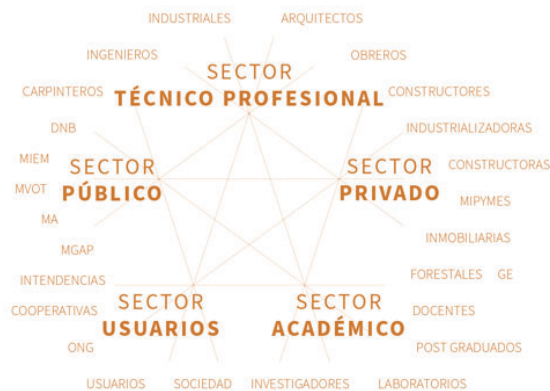 INDUSTRIALES ARQUITECTOS
INGENIEROS OBREROS
SECTOR
TÉCNICO PROFESIONAL
CARPINTEROS CONSTRUCTORES
DNB INDUSTRIALIZADORAS
MIEM SECTOR SECTOR CONSTRUCTORAS
MVOT PÚBLICO PRIVADO
MIPYMES
MA
INMOBILIARIAS
MGAP
INTENDENCIAS FORESTALES GE
SECTOR SECTOR
COOPERATIVAS DOCENTES
USUARIOS ACADÉMICO
ONG POST GRADUADOS
USUARIOS SOCIEDAD INVESTIGADORES LABORATORIOS